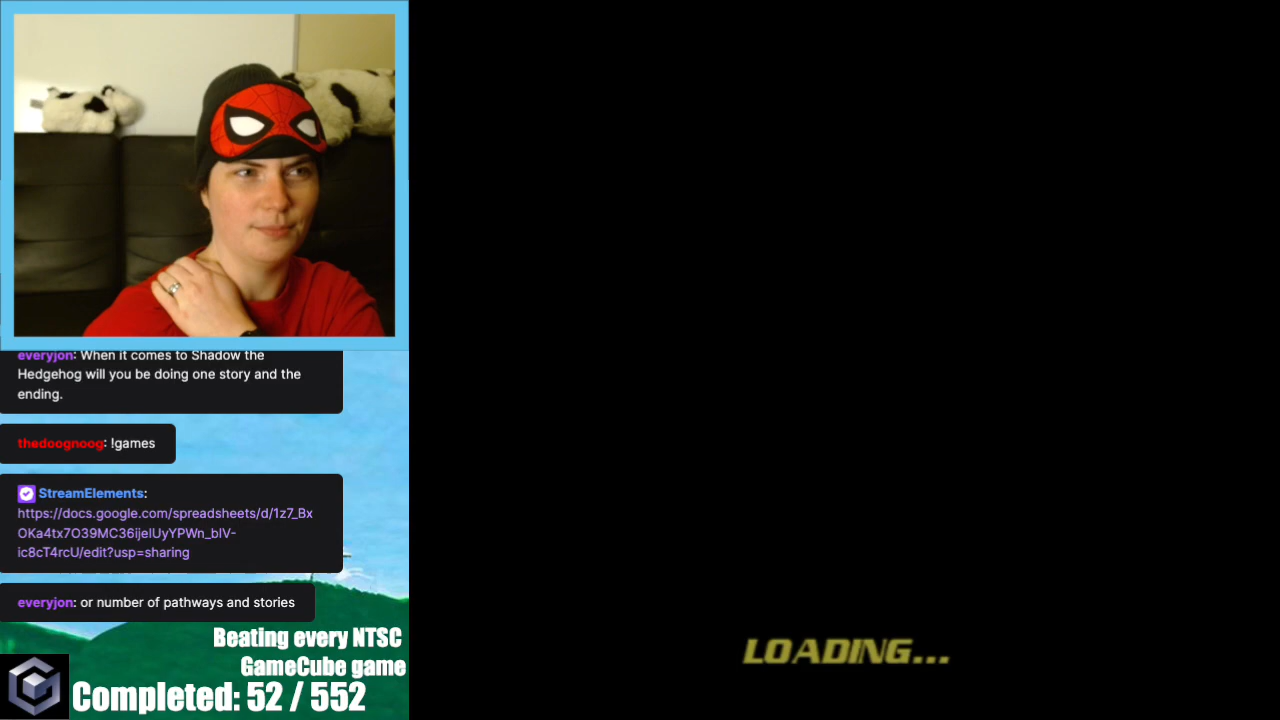 everyjon: When it comes to Shadow the
Hedgehog will you be doing one story and the
ending.
thedoognoog: !games
StreamElements:
https://docs.google.com/spreadsheets/d/1z7_Bx
OKa4tx7O39MC36ijelUyYPWn_blV-
ic8cT4rcU/edit?usp=sharing
everyjon: or number of pathways and stories
Beating every NTSC
GameCube game
Completed: 52 / 552
LOADING...